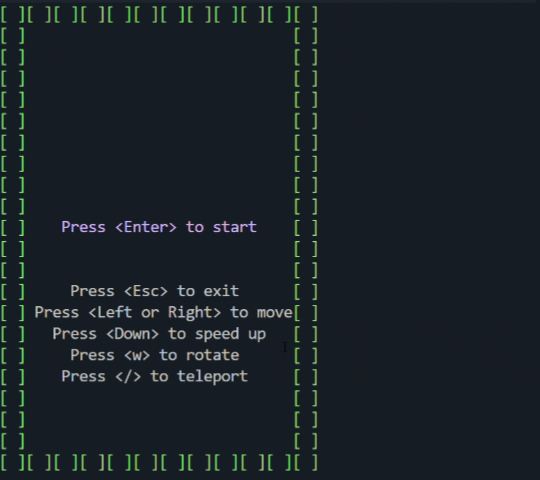 Press <Enter> to start
Press <Esc> to exit
Press <Left or Right> to move
Press <Down> to speed up
Press <w> to rotate
Press </> to teleport